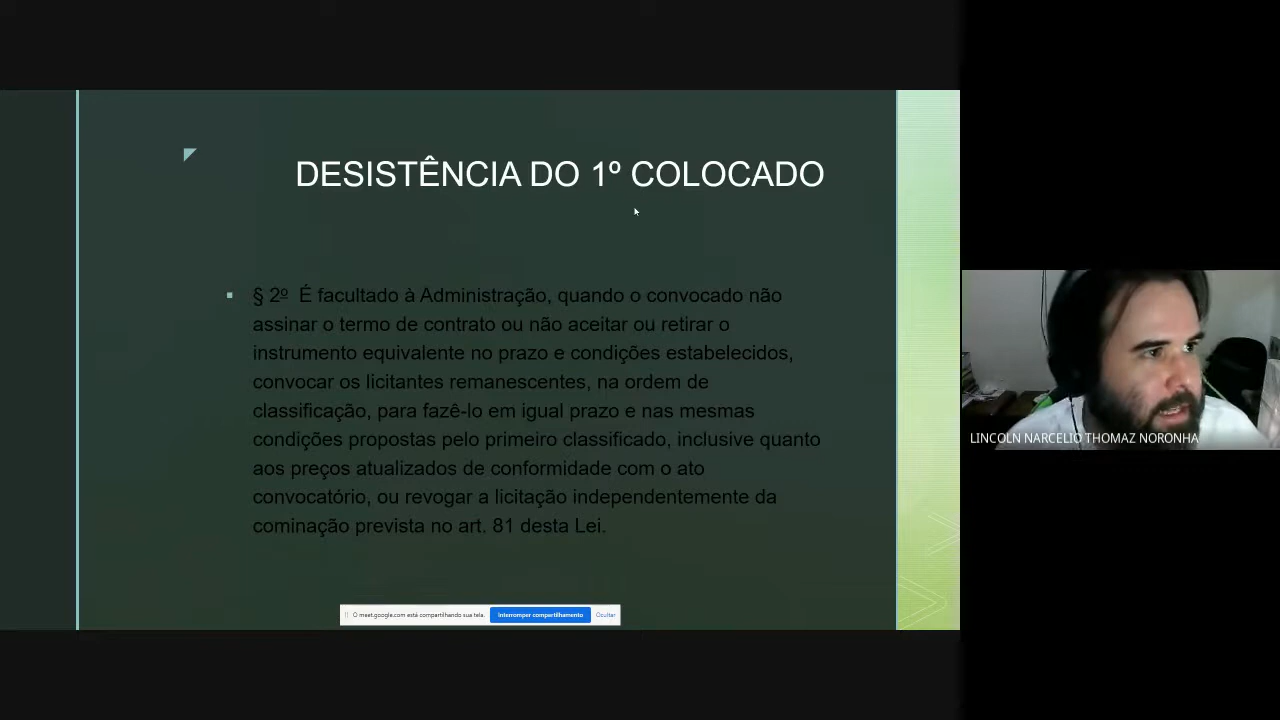 DESISTÊNCIA DO 1º COLOCADO
§ 2º É facultado à Administração, quando o convocado não
assinar o termo de contrato ou não aceitar ou retirar o
instrumento equivalente no prazo e condições estabelecidos,
convocar os licitantes remanescentes, na ordem de
classificação, para fazê-lo em igual prazo e nas mesmas
condições propostas pelo primeiro classificado, inclusive quanto
aos preços atualizados de conformidade com o ato
convocatório, ou revogar a licitação independentemente da
cominação prevista no art. 81 desta Lei.
O meet.google.com está compartilhando sua tela.
Interromper compartilhamento
Ocultar
LINCOLN NARCELIO THOMAZ NORONHA